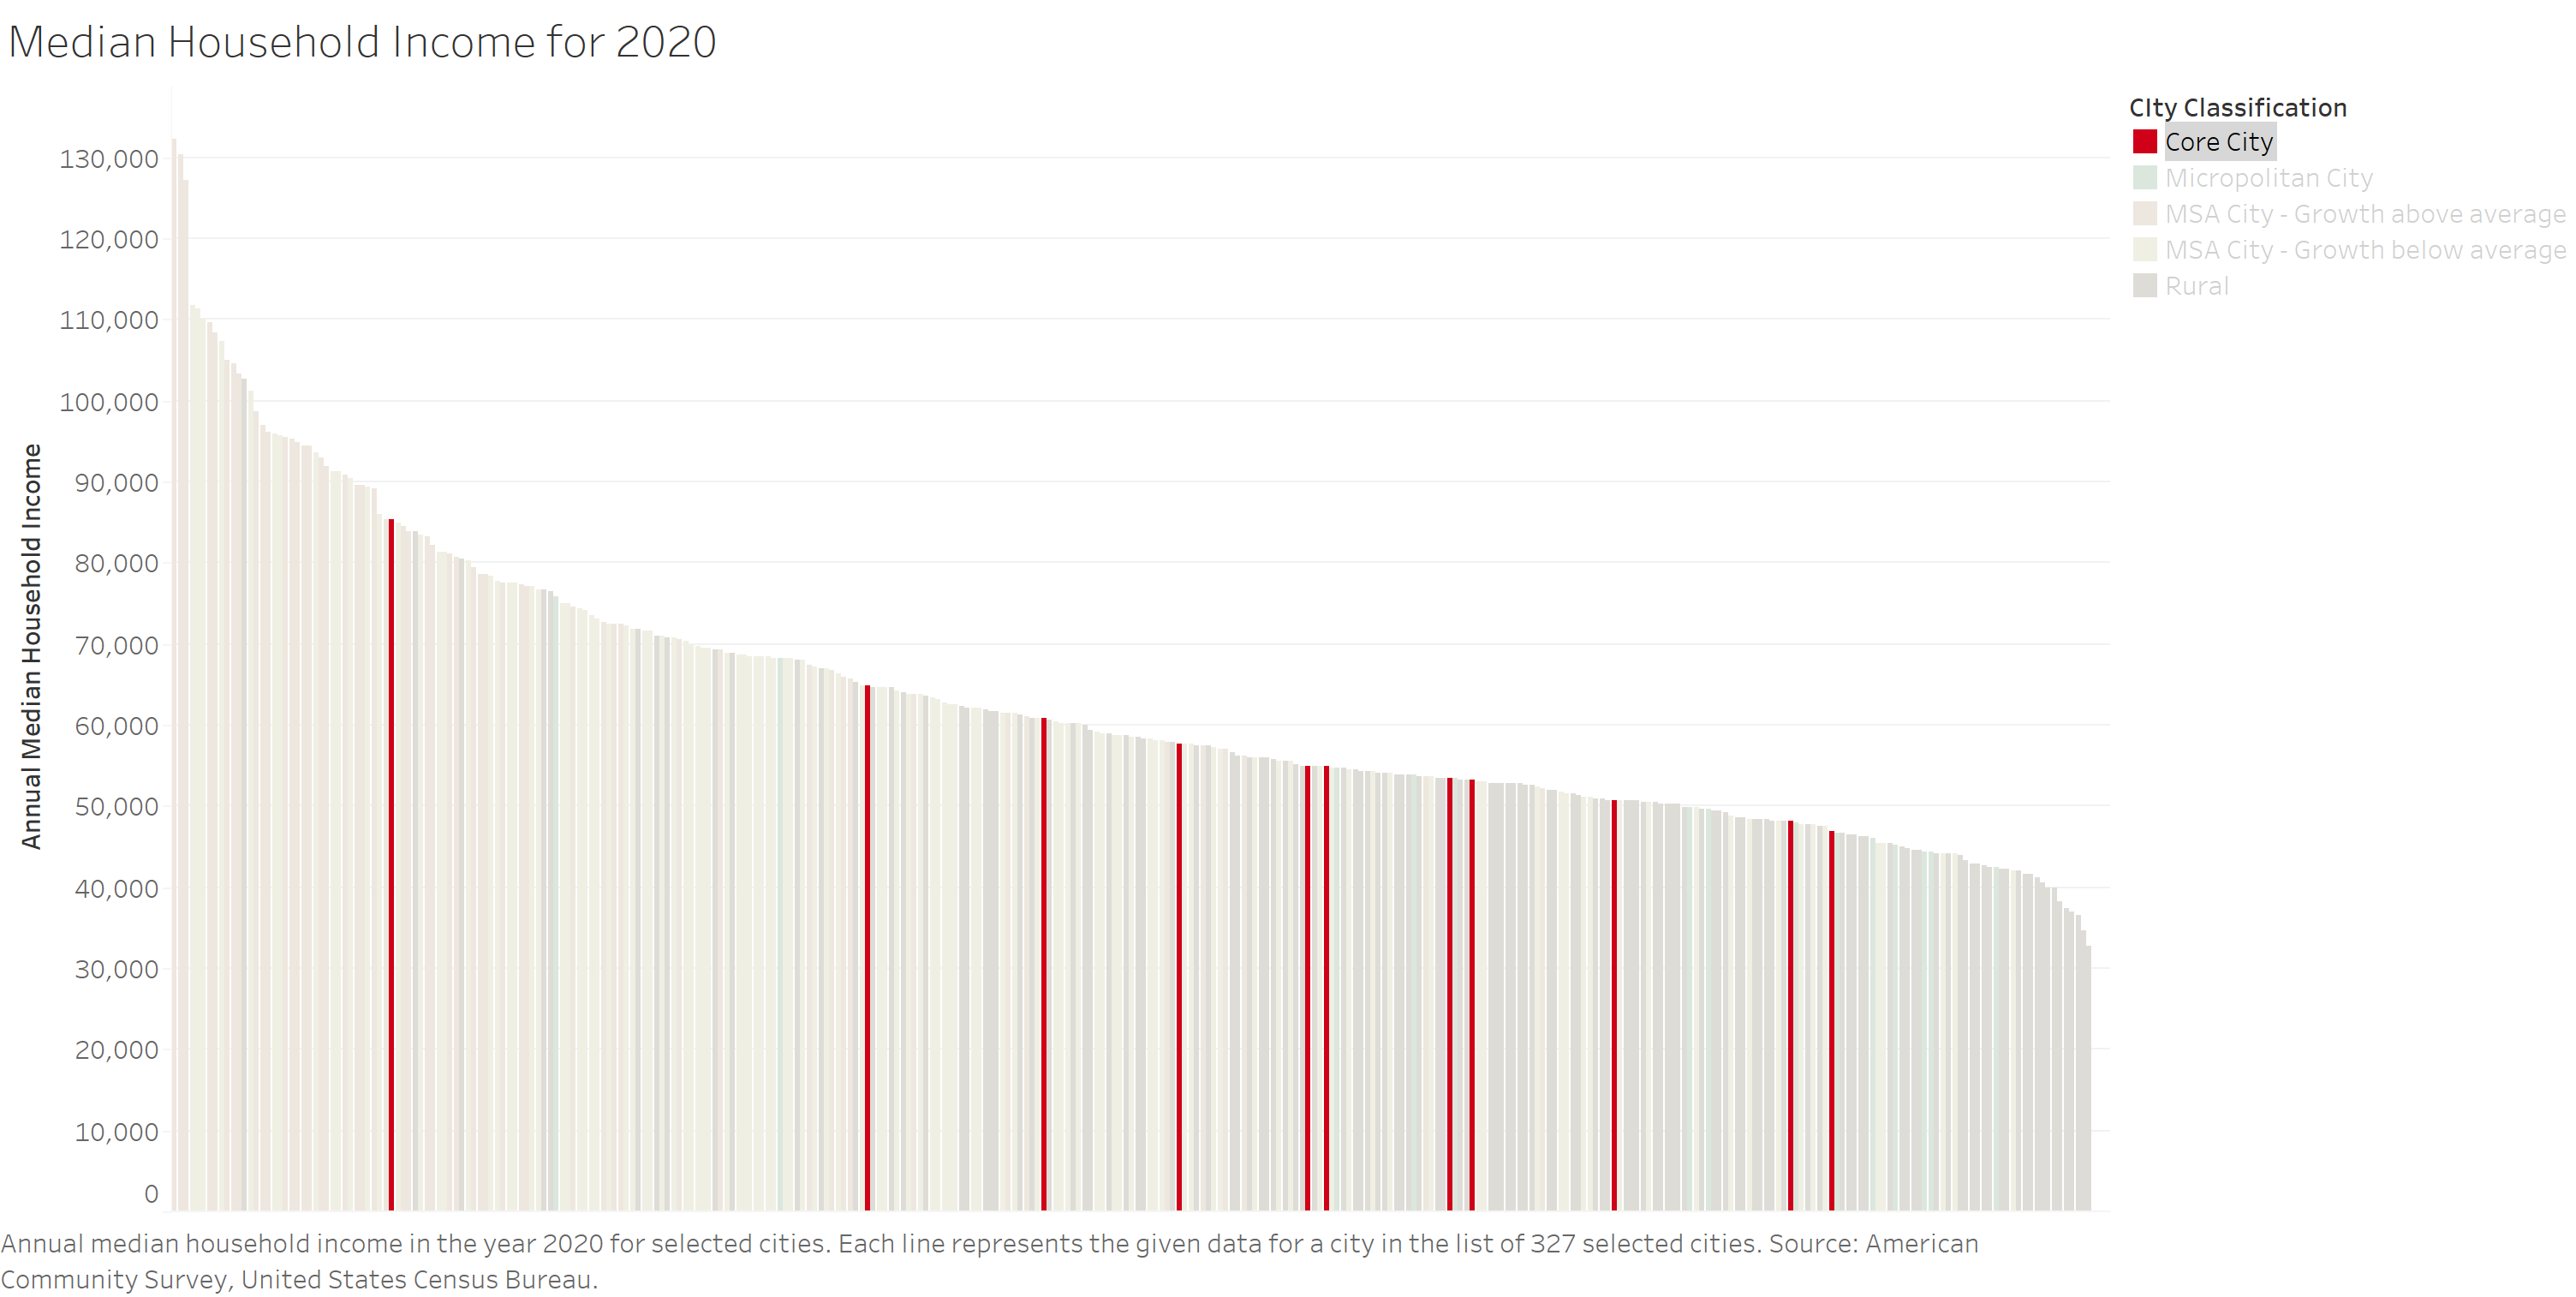 Median Household Income for 2020
CIty Classification
Core City
Micropolitan City
MSA City - Growth above average
MSA City - Growth below average
Rural
Annual Median Household Income
130,000
120,000
110,000
100,000
90,000
80,000
70,000
60,000
50,000
40,000
30,000
20,000
10,000
0
Annual median household income in the year 2020 for selected cities. Each line represents the given data for a city in the list of 327 selected cities. Source: American
Community Survey, United States Census Bureau.